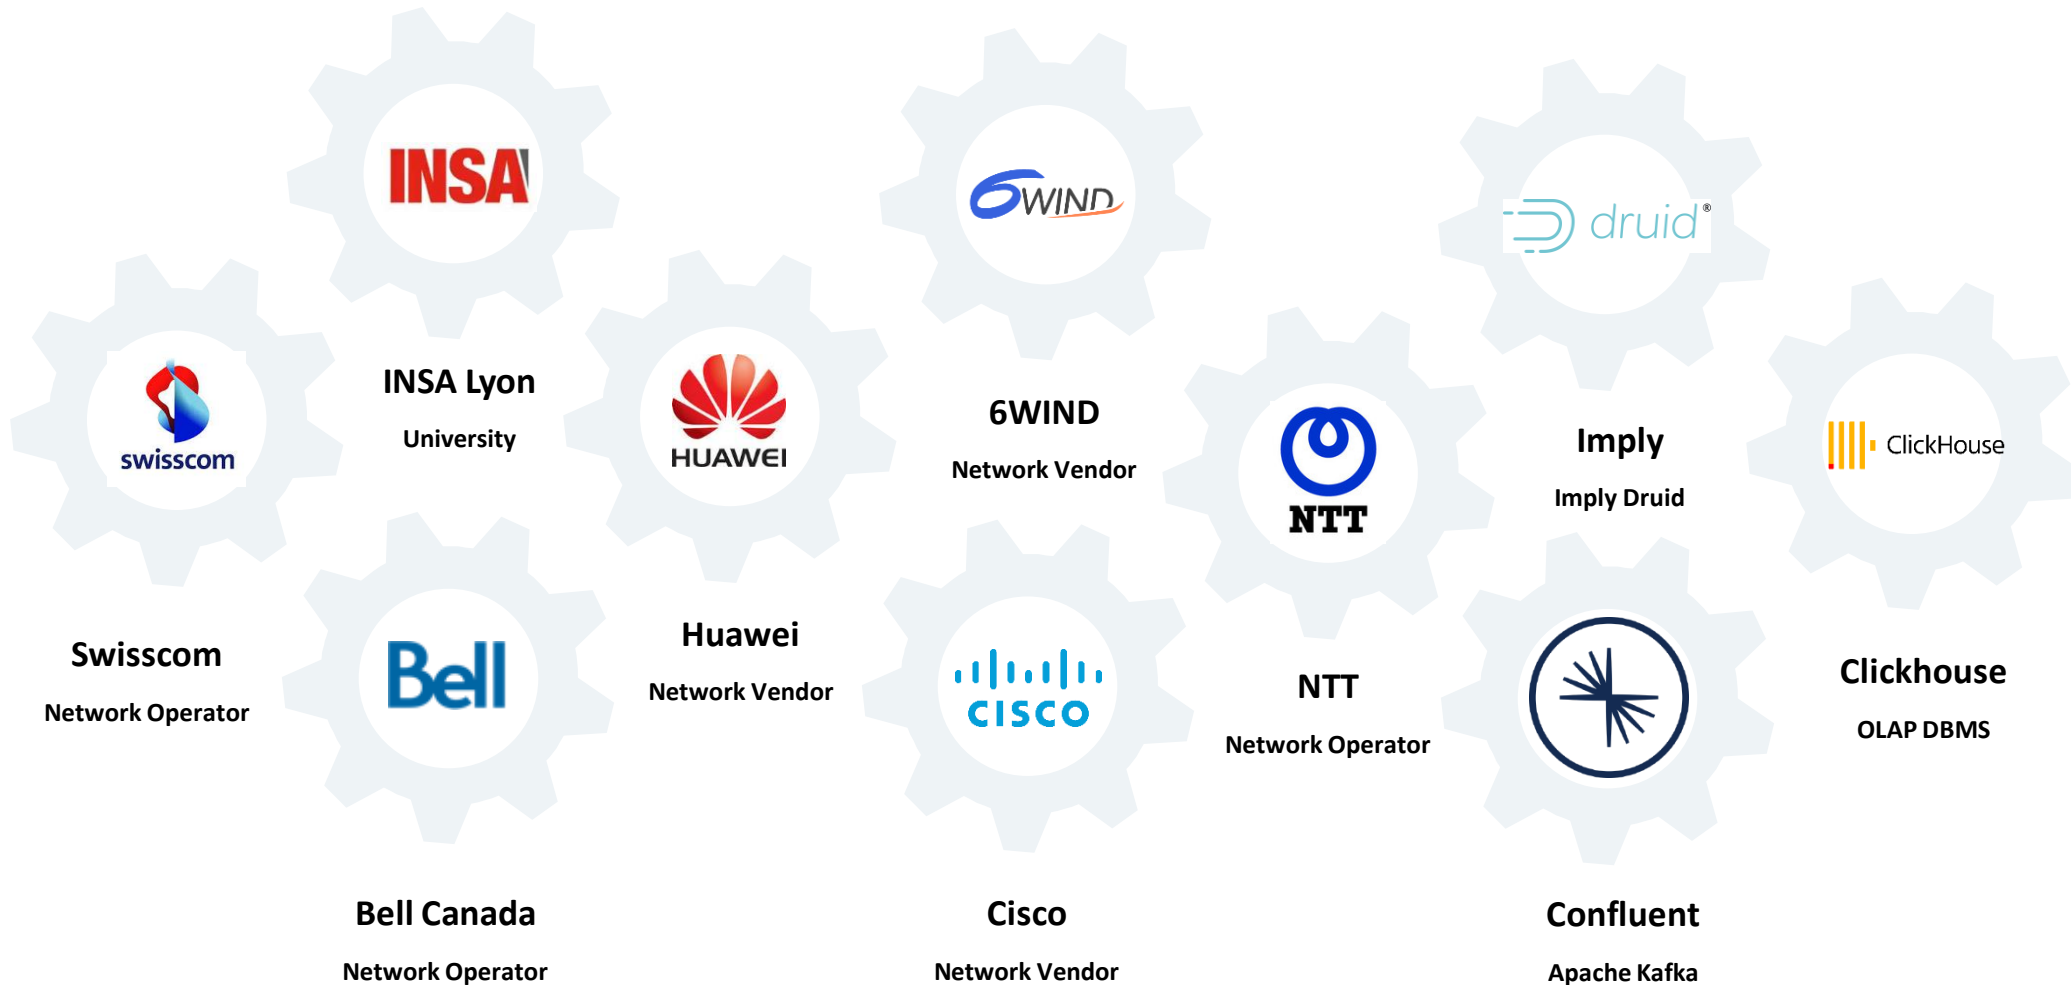 INSA
INSA Lyon
University
6WIND
6WIND
Network Vendor
druid®
Imply
Imply Druid
swisscom
Swisscom
Network Operator
HUAWEI
Huawei
Network Vendor
NTT
NTT
Network Operator
ClickHouse
Clickhouse
OLAP DBMS
Bell
Bell Canada
Network Operator
CISCO
Cisco
Network Vendor
Confluent
Apache Kafka